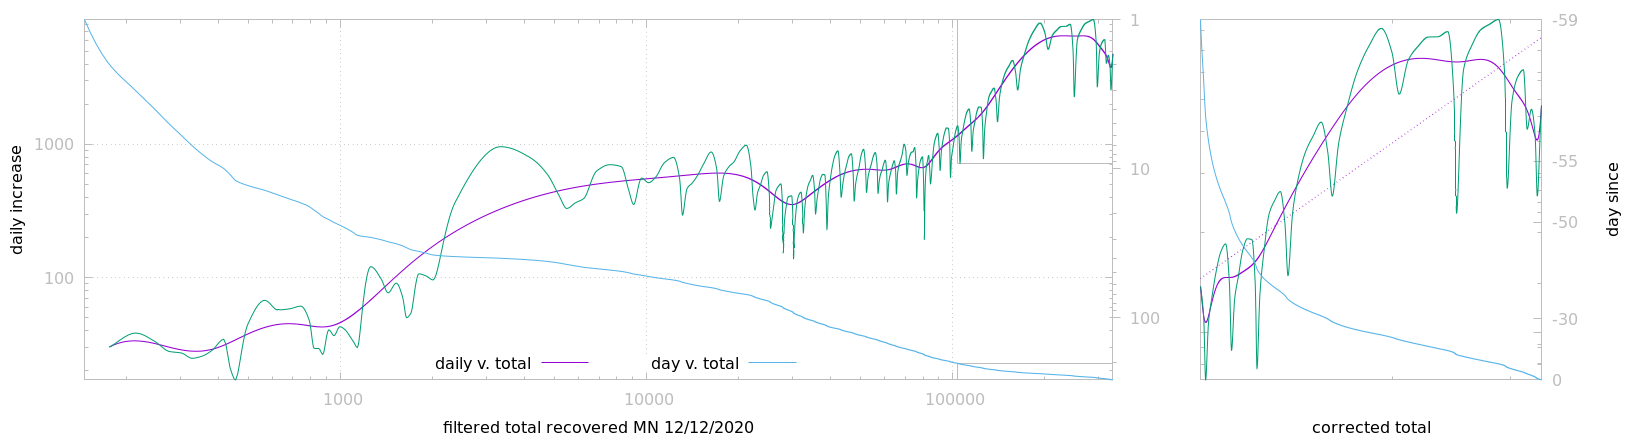 daily increase
1000
100
1000
10000
100000
1
10
100
daily v. total
day v. total
filtered total recovered MN 12/12/2020
-59
-55
-50
-30
0
day since
corrected total